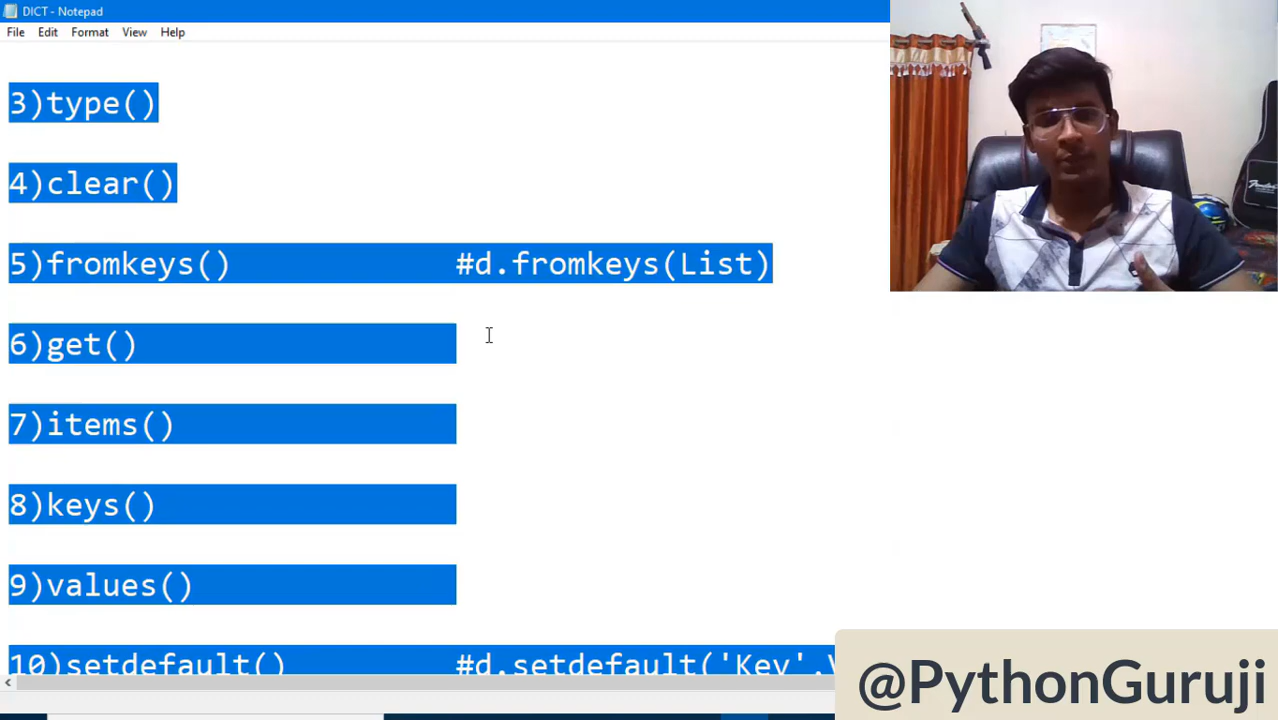 DICT - Notepad
File Edit Format View Help
3)type()
4)clear()
5)fromkeys() #d.fromkeys(List)
6)get()
7)items()
8)keys()
9)values()
10)setdefault() #d.setdefault('Key',
@PythonGuruji
Fender